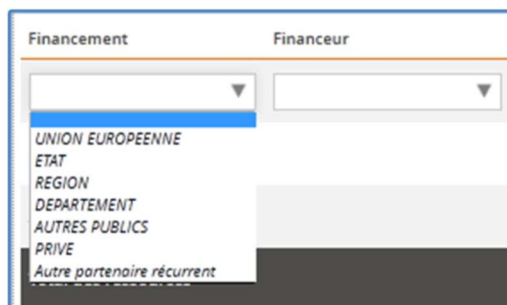 Financement Financeur
UNION EUROPEENNE
ETAT
REGION
DEPARTEMENT
AUTRES PUBLICS
PRIVE
Autre partenaire récurrent